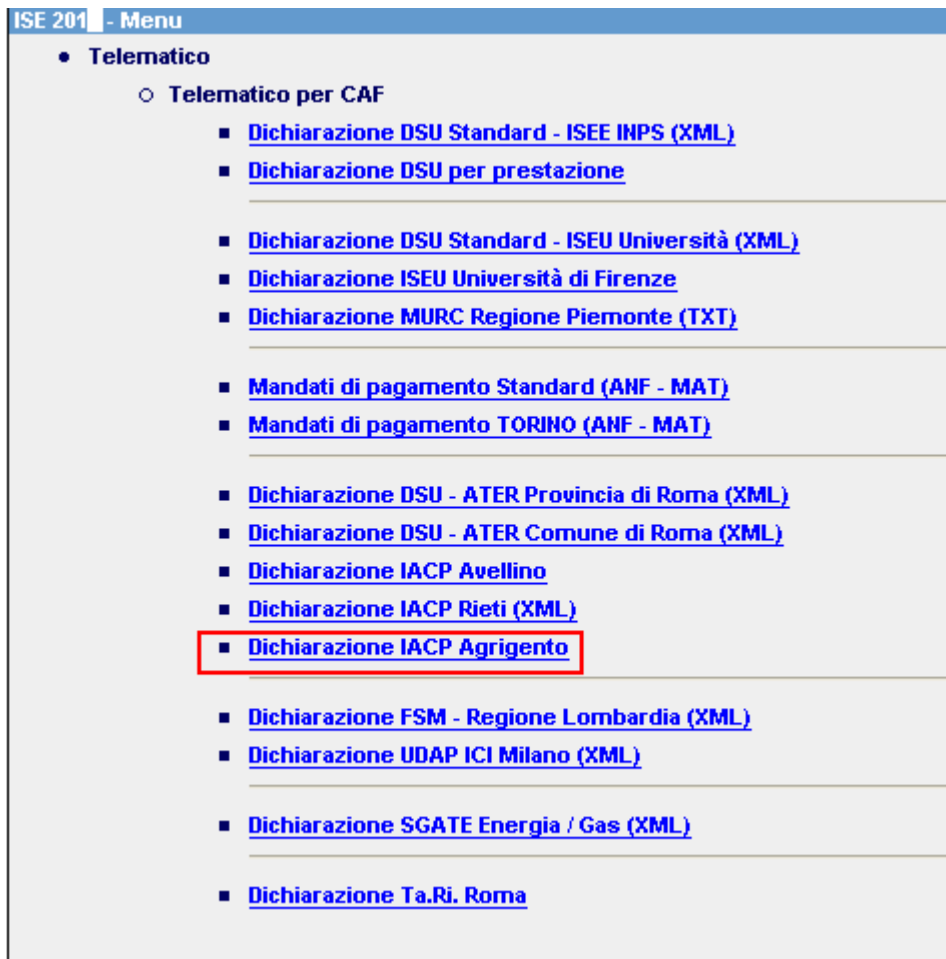 ISE 201 - Menu
Telematico
Telematico per CAF
Dichiarazione DSU Standard - ISEE INPS (XML)
Dichiarazione DSU per prestazione
Dichiarazione DSU Standard - ISEU Università (XML)
Dichiarazione ISEU Università di Firenze
Dichiarazione MURC Regione Piemonte (TXT)
Mandati di pagamento Standard (ANF - MAT)
Mandati di pagamento TORINO (ANF - MAT)
Dichiarazione DSU - ATER Provincia di Roma (XML)
Dichiarazione DSU - ATER Comune di Roma (XML)
Dichiarazione IACP Avellino
Dichiarazione IACP Rieti (XML)
Dichiarazione IACP Agrigento
Dichiarazione FSM - Regione Lombardia (XML)
Dichiarazione UDAP ICI Milano (XML)
Dichiarazione SGATE Energia / Gas (XML)
Dichiarazione Ta.Ri. Roma